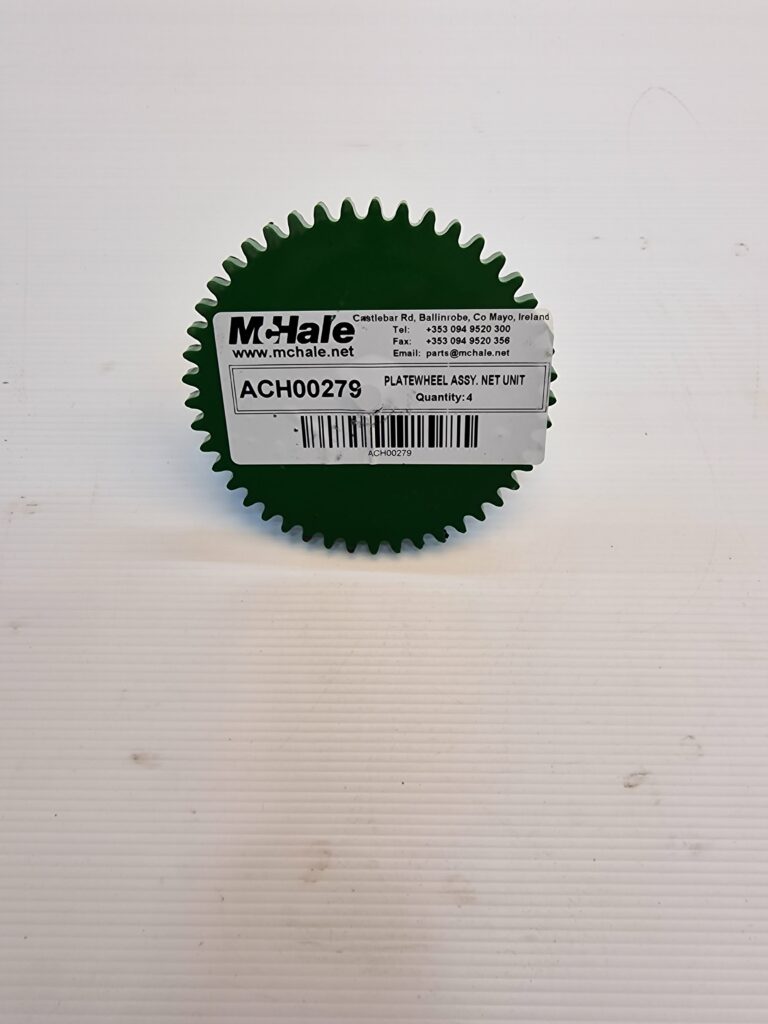 McHale
www.mchale.net
Castlebar Rd, Ballinrobe, Co Mayo, Ireland
Tel: +353 094 9520 300
Fax: +353 094 9520 356
Email: parts@mchale.net
ACH00279
PLATEWHEEL ASSY. NET UNIT
Quantity: 4
ACH00279